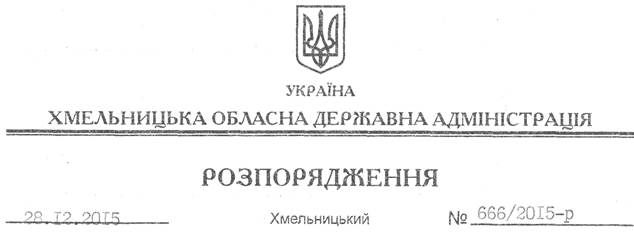 УКРАЇНА
ХМЕЛЬНИЦЬКА ОБЛАСНА ДЕРЖАВНА АДМІНІСТРАЦІЯ
РОЗПОРЯДЖЕННЯ
28.12.2015 Хмельницький № 666/2015-р